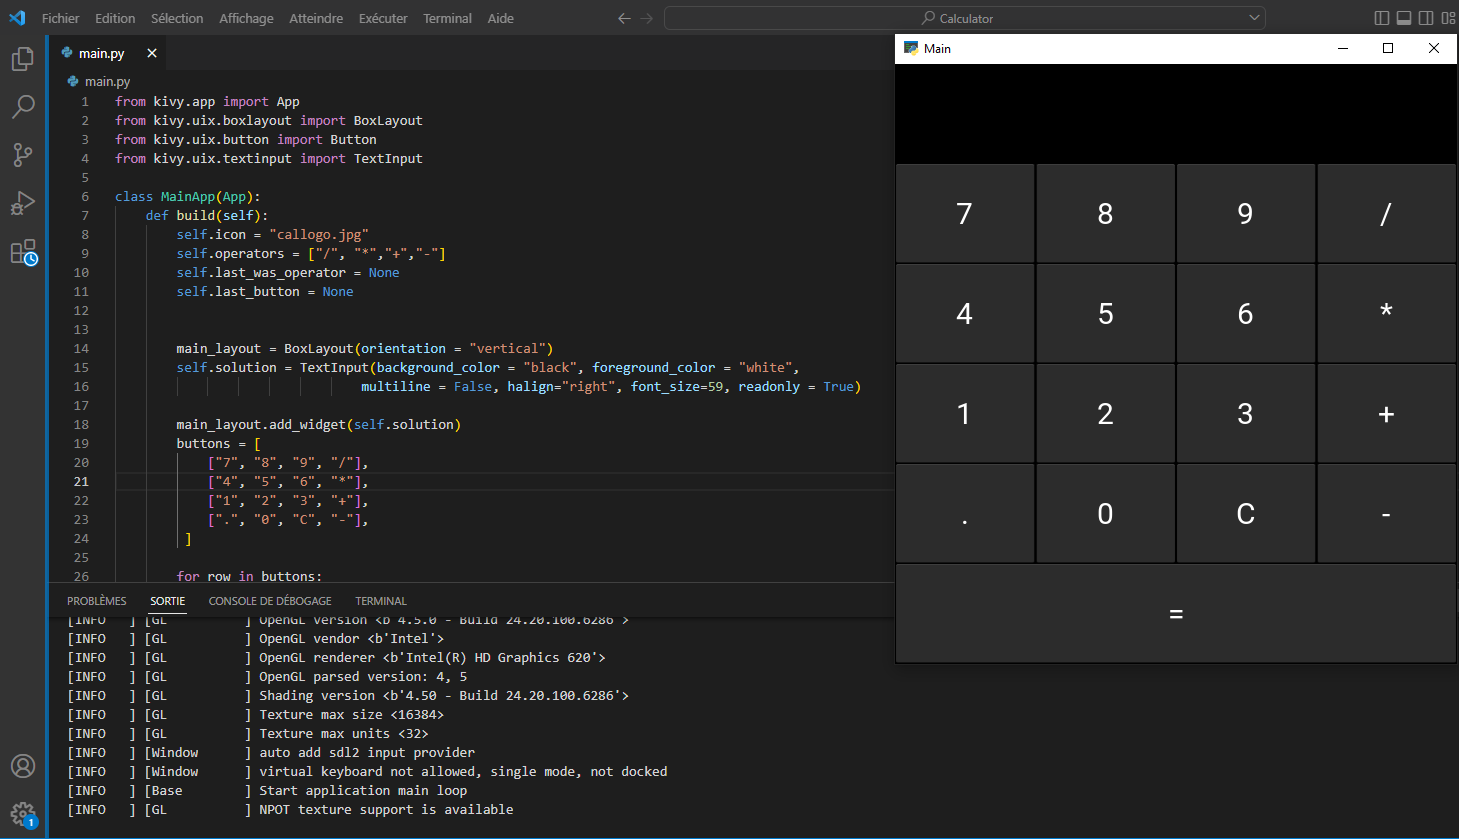 Fichier Edition Sélection Affichage Atteindre Exécuter Terminal Aide
Calculator
main.py
main.py
1 from kivy.app import App
2 from kivy.uix.boxlayout import BoxLayout
3 from kivy.uix.button import Button
4 from kivy.uix.textinput import TextInput
5
6 class MainApp(App):
7 def build(self):
8 self.icon = "callogo.jpg"
9 self.operators = ["/", "*","+","-"]
10 self.last_was_operator = None
11 self.last_button = None
12
13
14 main_layout = BoxLayout(orientation = "vertical")
15 self.solution = TextInput(background_color = "black", foreground_color = "white",
16 multiline = False, halign="right", font_size=59, readonly = True)
17
18 main_layout.add_widget(self.solution)
19 buttons = [
20 ["7", "8", "9", "/"],
21 ["4", "5", "6", "*"],
22 ["1", "2", "3", "+"],
23 [".", "0", "C", "-"],
24 ]
25
26 for row in buttons:
PROBLÈMES SORTIE CONSOLE DE DÉBOGAGE TERMINAL
[INFO ] [GL ] OpenGL version <b'4.5.0 - Build 24.20.100.6286'>
[INFO ] [GL ] OpenGL vendor <b'Intel'>
[INFO ] [GL ] OpenGL renderer <b'Intel(R) HD Graphics 620'>
[INFO ] [GL ] OpenGL parsed version: 4, 5
[INFO ] [GL ] Shading version <b'4.50 - Build 24.20.100.6286'>
[INFO ] [GL ] Texture max size <16384>
[INFO ] [GL ] Texture max units <32>
[INFO ] [Window ] auto add sdl2 input provider
[INFO ] [Window ] virtual keyboard not allowed, single mode, not docked
[INFO ] [Base ] Start application main loop
[INFO ] [GL ] NPOT texture support is available
1
Main
7 8 9 /
4 5 6 *
1 2 3 +
. 0 C -
=